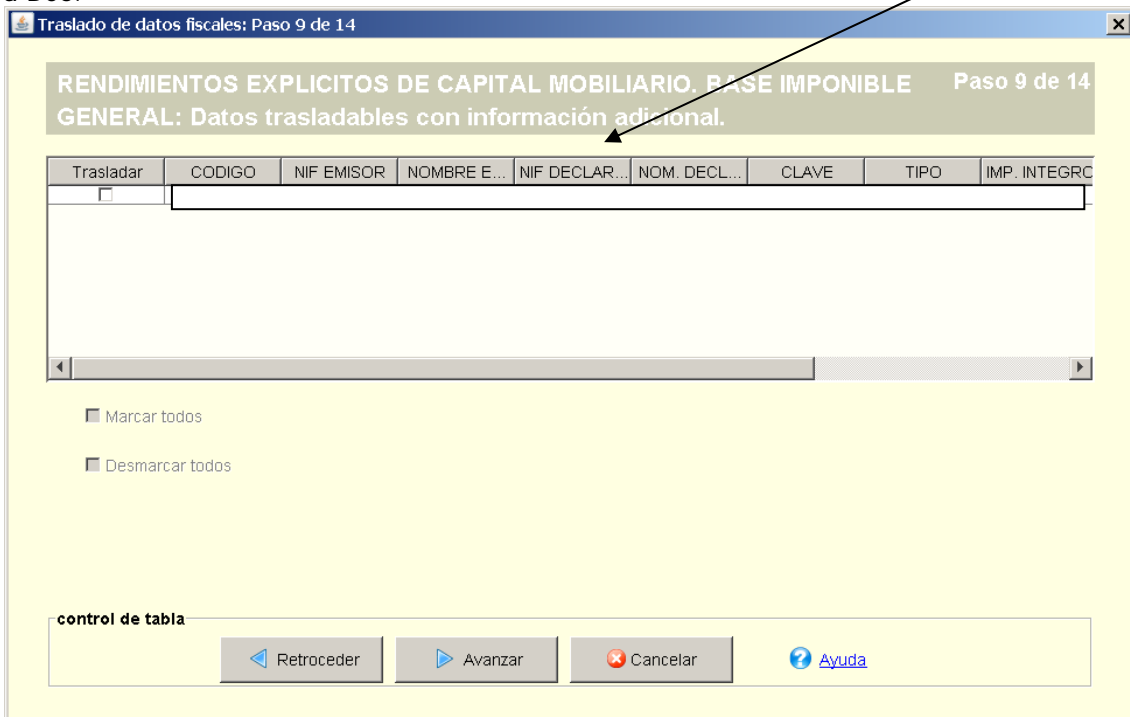 Traslado de datos fiscales: Paso 9 de 14
RENDIMIENTOS EXPLICITOS DE CAPITAL MOBILIARIO. BASE IMPONIBLE Paso 9 de 14
GENERAL: Datos trasladables con información adicional.
Trasladar CODIGO NIF EMISOR NOMBRE E... NIF DECLAR... NOM. DECL... CLAVE TIPO IMP. INTEGRO
Marcar todos
Desmarcar todos
control de tabla
Retroceder Avanzar Cancelar Ayuda